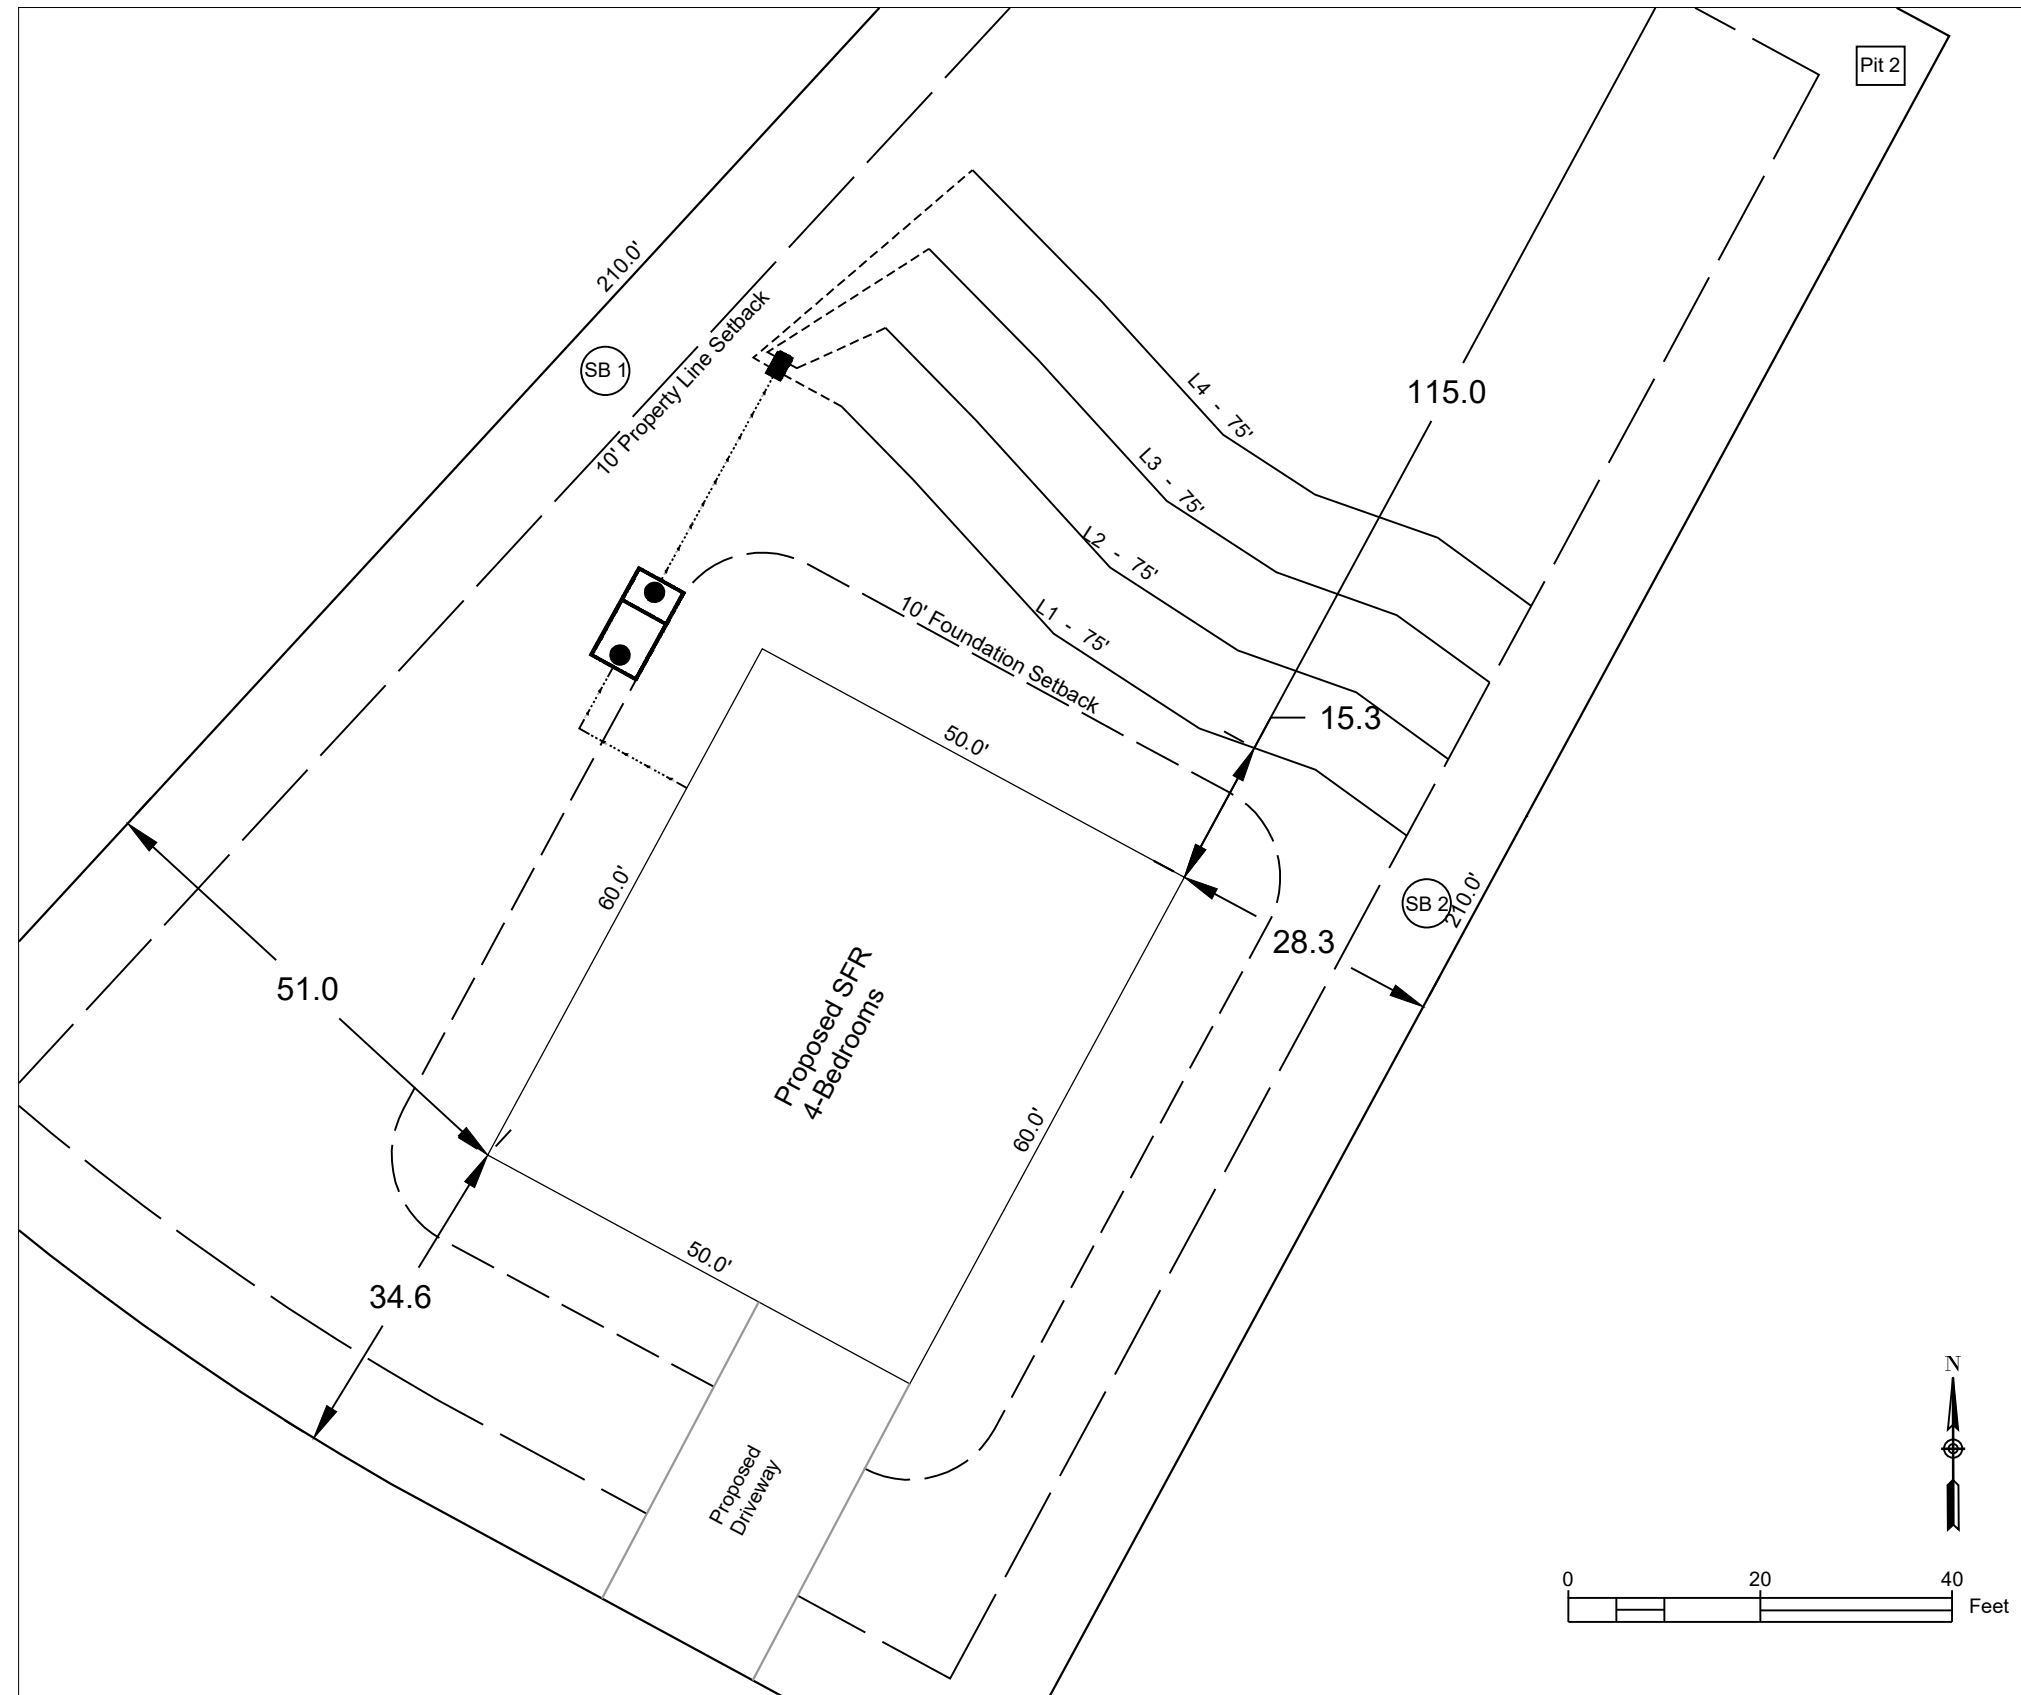 Pit 2
210.0'
10' Property Line Setback
SB 1
115.0
L4 - 75'
L3 - 75'
L2 - 75'
L1 - 75'
10' Foundation Setback
15.3
50.0'
60.0'
SB 2
210.0'
28.3
51.0
Proposed SFR
4-Bedrooms
60.0'
50.0'
34.6
Proposed
Driveway
N
0 20 40
Feet